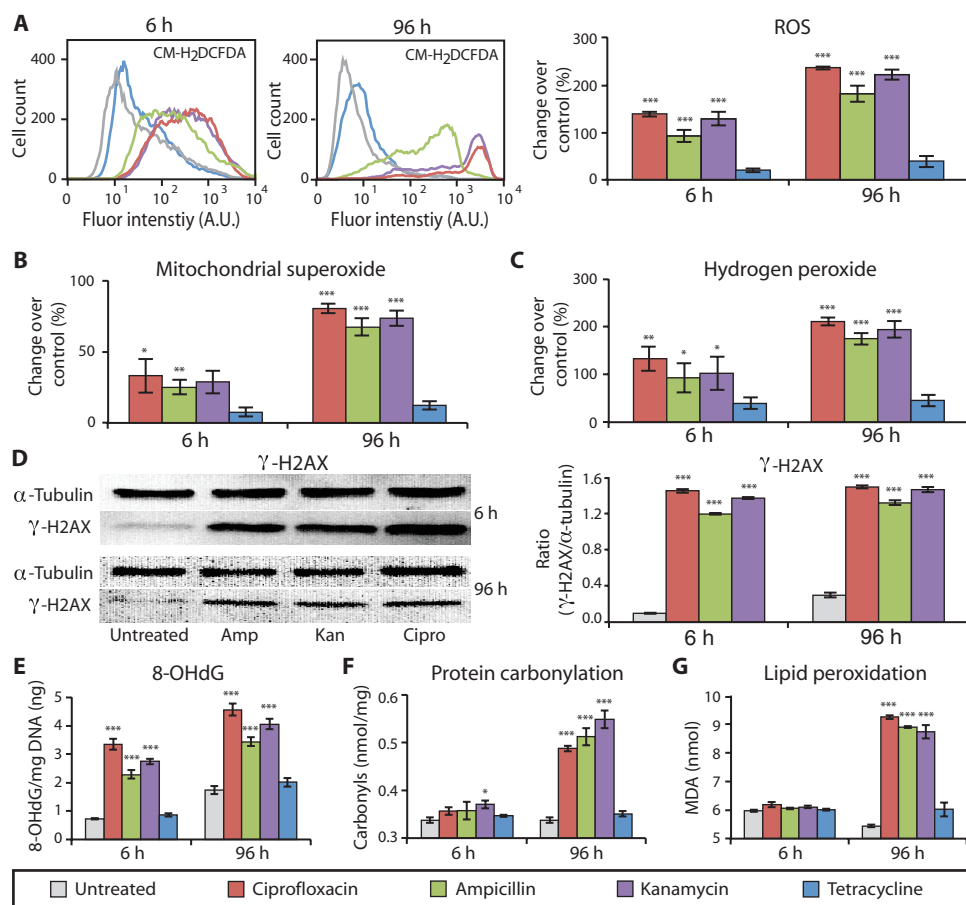 A
6 h
96 h
ROS
CM-H2DCFDA
CM-H2DCFDA
Cell count
400
200
0
0 10^1 10^2 10^3 10^4
Fluor intenstiy (A.U.)
Cell count
400
200
0
0 10^1 10^2 10^3 10^4
Fluor intenstiy (A.U.)
Change over
control (%)
300
200
100
0
*** *** *** *** *** ***
6 h 96 h
B
Mitochondrial superoxide
Change over
control (%)
100
50
0
* ** *** *** ***
6 h 96 h
C
Hydrogen peroxide
Change over
control (%)
300
200
100
0
** * * *** *** ***
6 h 96 h
D
γ-H2AX
α-Tubulin
γ-H2AX
6 h
α-Tubulin
γ-H2AX
96 h
Untreated Amp Kan Cipro
γ-H2AX
Ratio
(γ-H2AX/α-tubulin)
1.6
1.2
0.6
0.0
*** *** *** *** *** ***
6 h 96 h
E
8-OHdG
8-OHdG/mg DNA (ng)
5
4
3
2
1
0
*** *** *** *** *** ***
6 h 96 h
F
Protein carbonylation
Carbonyls (nmol/mg)
0.6
0.5
0.4
0.3
* *** *** ***
6 h 96 h
G
Lipid peroxidation
MDA (nmol)
10
9
8
7
6
5
*** *** ***
6 h 96 h
Untreated Ciprofloxacin Ampicillin Kanamycin Tetracycline